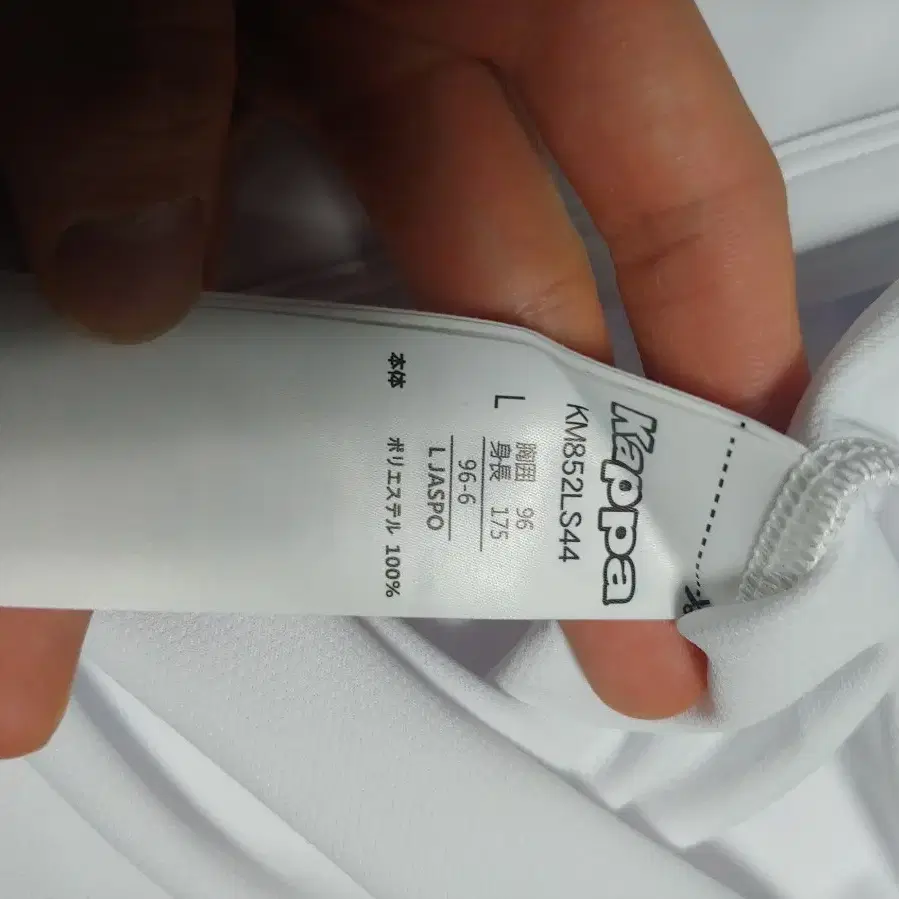 Kappa
KM852LS44
L
胸囲 96
身長 175
96-6
L JASPO
本体 ポリエステル 100%